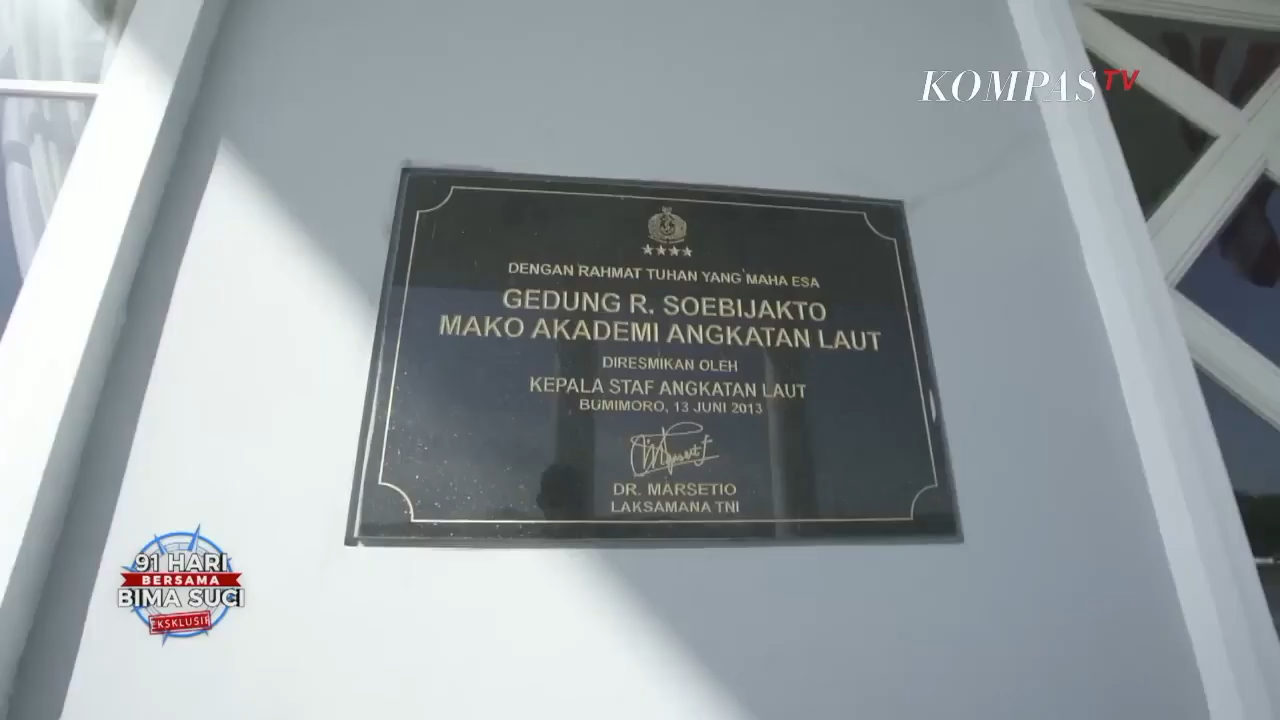 KOMPAS TV
DENGAN RAHMAT TUHAN YANG MAHA ESA
GEDUNG R. SOEBIJAKTO
MAKO AKADEMI ANGKATAN LAUT
DIRESMIKAN OLEH
KEPALA STAF ANGKATAN LAUT
BUMIMORO, 13 JUNI 2013
DR. MARSETIO
LAKSAMANA TNI
91 HARI
BERSAMA
BIMA SUCI
EKSKLUSIF